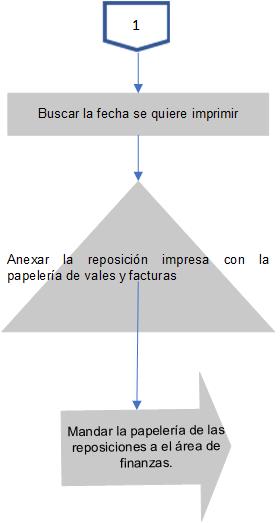 1
Buscar la fecha se quiere imprimir
Anexar la reposición impresa con la
papelería de vales y facturas
Mandar la papelería de las
reposiciones a el área de
finanzas.